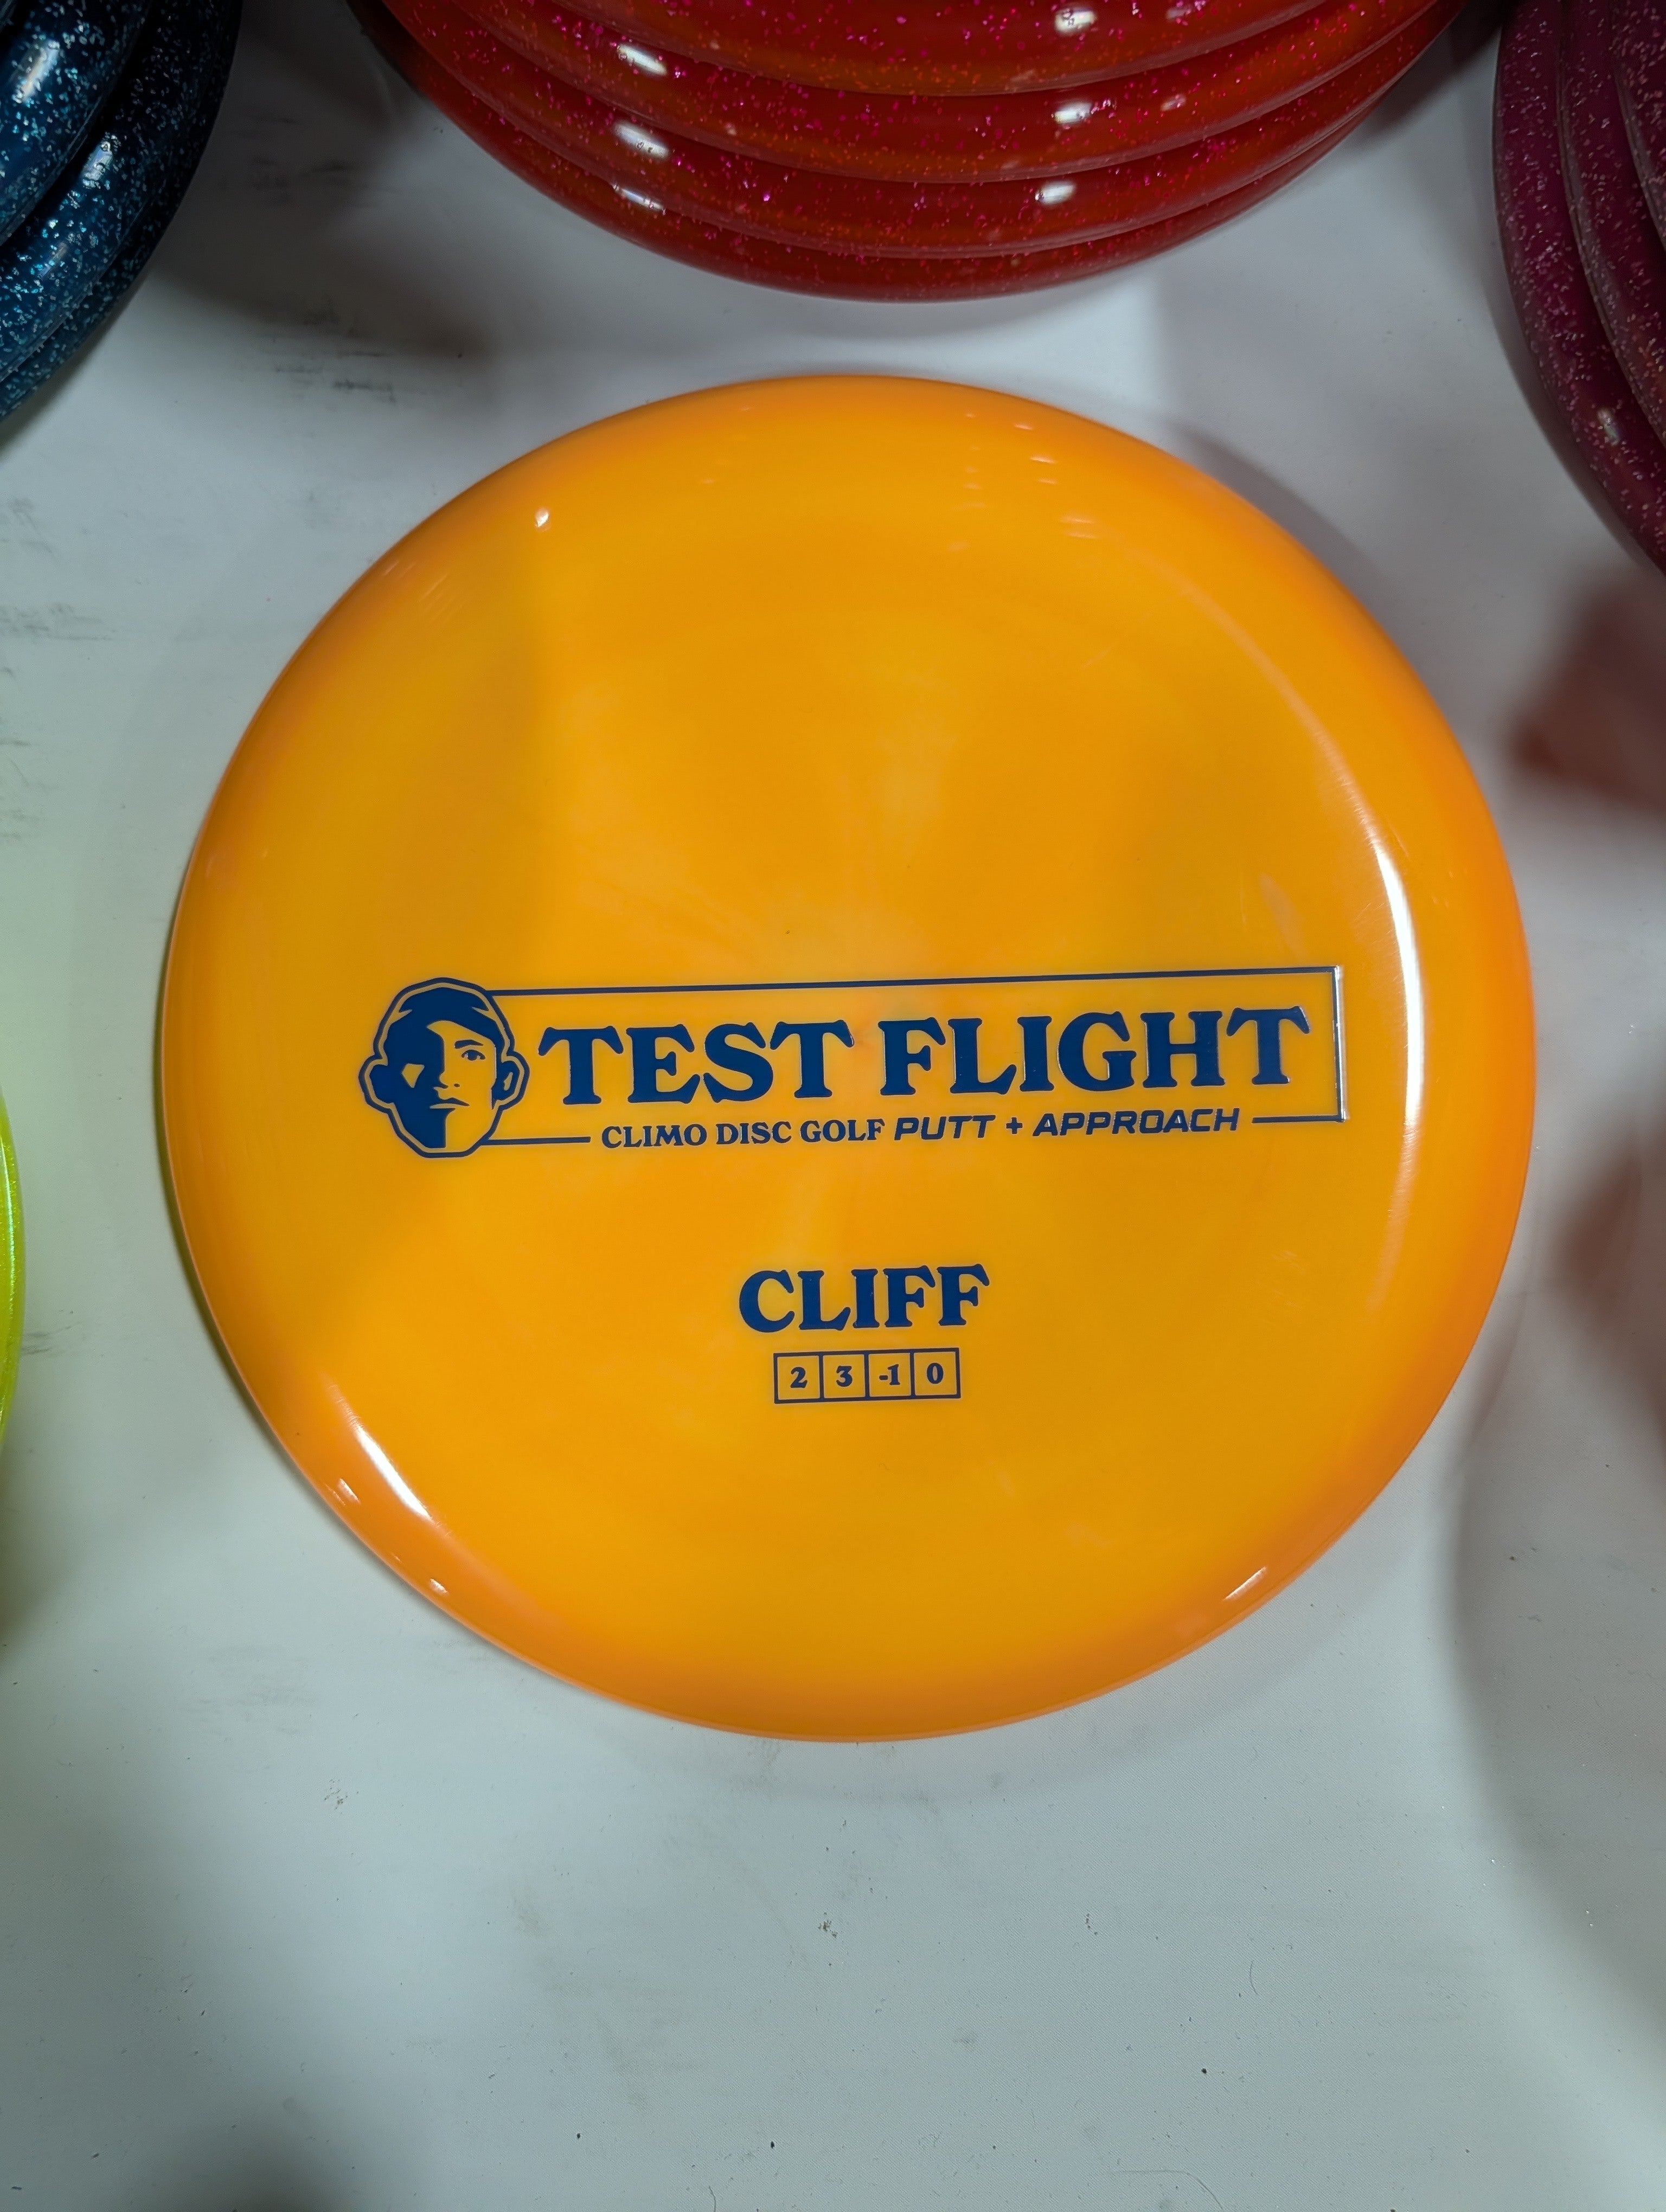 TEST FLIGHT
CLIMO DISC GOLF PUTT + APPROACH
CLIFF
2 3 -1 0